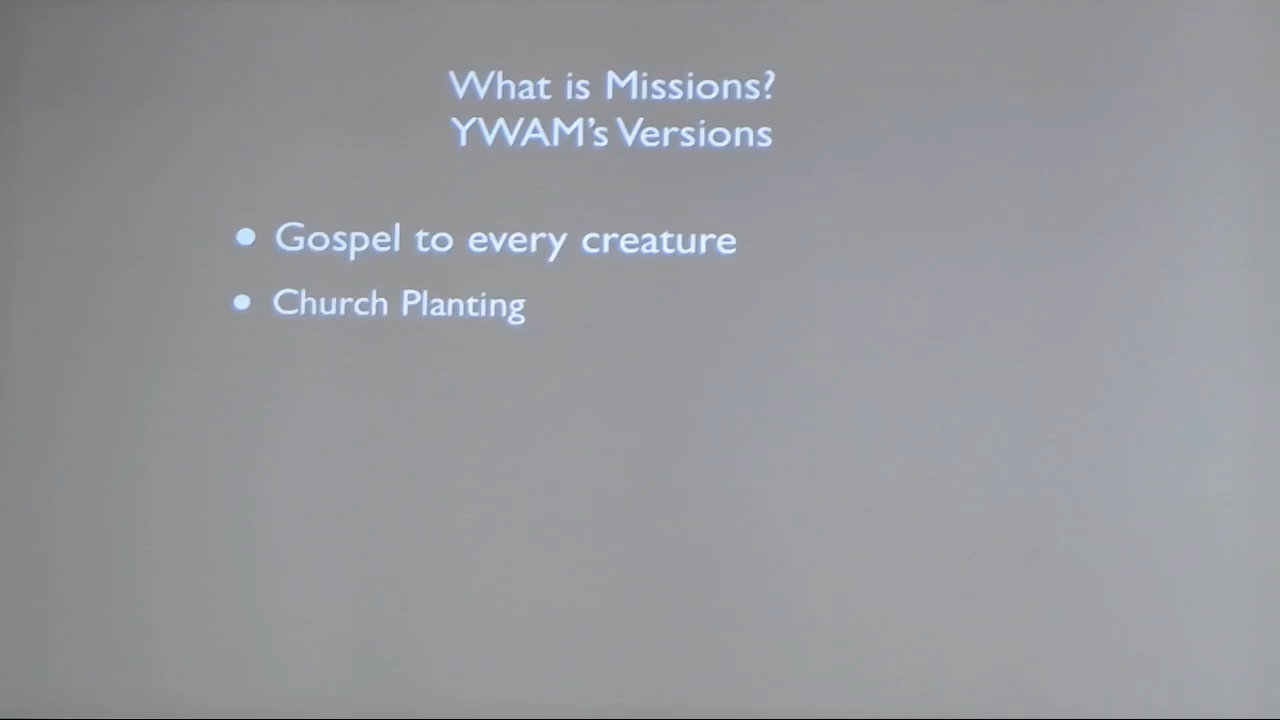 What is Missions?
YWAM's Versions
• Gospel to every creature
• Church Planting